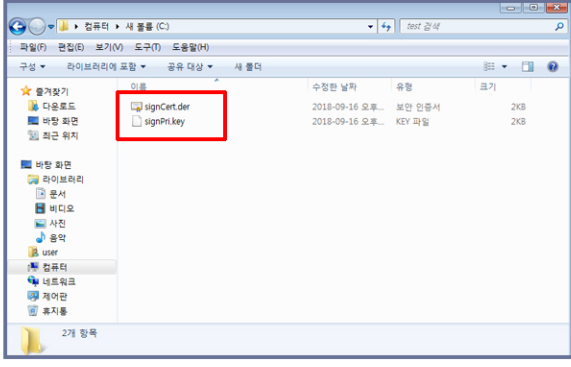 ▸ 컴퓨터 ▸ 새 볼륨 (C:)
test 검색
파일(F) 편집(E) 보기(V) 도구(T) 도움말(H)
구성 ▼ 라이브러리에 포함 ▼ 공유 대상 ▼ 새 폴더
이름 수정한 날짜 유형 크기
signCert.der 2018-09-16 오후... 보안 인증서 2KB
signPri.key 2018-09-16 오후... KEY 파일 2KB
즐겨찾기
다운로드
바탕 화면
최근 위치
바탕 화면
라이브러리
문서
비디오
사진
음악
user
컴퓨터
네트워크
제어판
휴지통
2개 항목